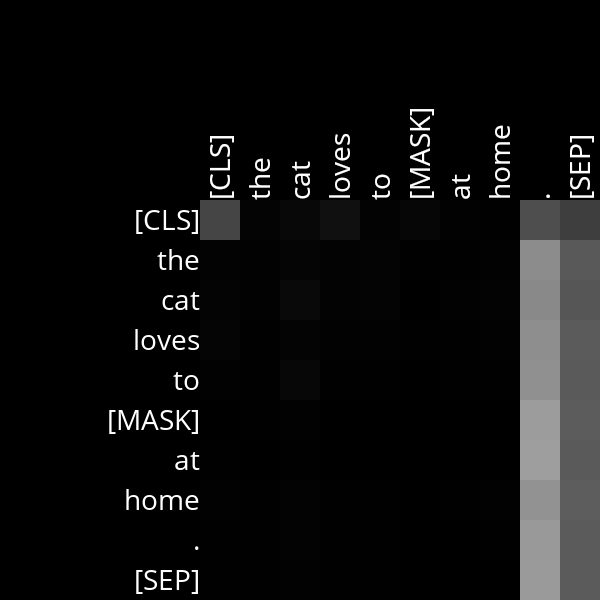 [CLS] the cat loves to [MASK] at home . [SEP]
[CLS]
the
cat
loves
to
[MASK]
at
home
.
[SEP]